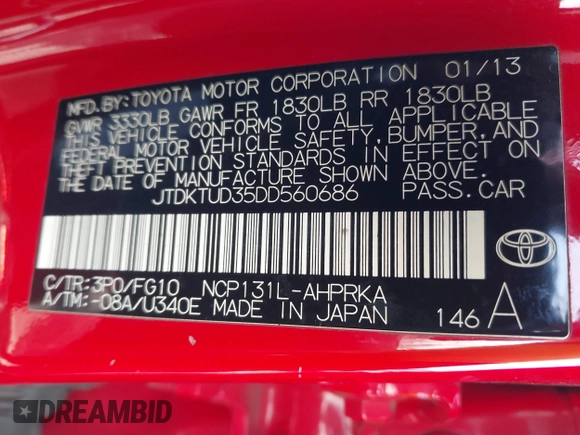 MFD.BY:TOYOTA MOTOR CORPORATION 01/13
GVWR 3330LB GAWR FR 1830LB RR 1830LB
THIS VEHICLE CONFORMS TO ALL APPLICABLE
FEDERAL MOTOR VEHICLE SAFETY, BUMPER, AND
THEFT PREVENTION STANDARDS IN EFFECT ON
THE DATE OF MANUFACTURE SHOWN ABOVE.
JTDKTUD35DD560686 PASS.CAR
TOYOTA
C/TR:3P0/FG10 NCP131L-AHPRKA
A/TM:-08A/U340E MADE IN JAPAN 146 A
DREAMBID